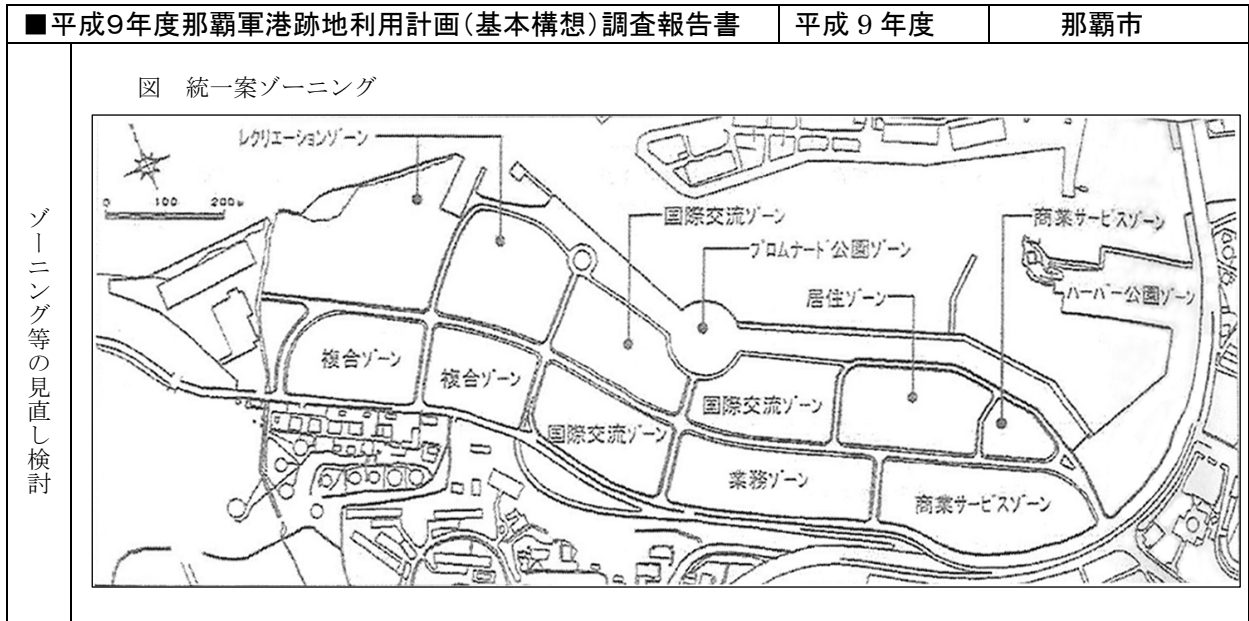 ■平成9年度那覇軍港跡地利用計画(基本構想)調査報告書
平成9年度
那覇市
ゾーニング等の見直し検討
図 統一案ゾーニング
レクリエーションゾーン
0 100 200m
国際交流ゾーン
プロムナード公園ゾーン
商業サービスゾーン
居住ゾーン
ハーバー公園ゾーン
複合ゾーン
複合ゾーン
国際交流ゾーン
国際交流ゾーン
業務ゾーン
商業サービスゾーン